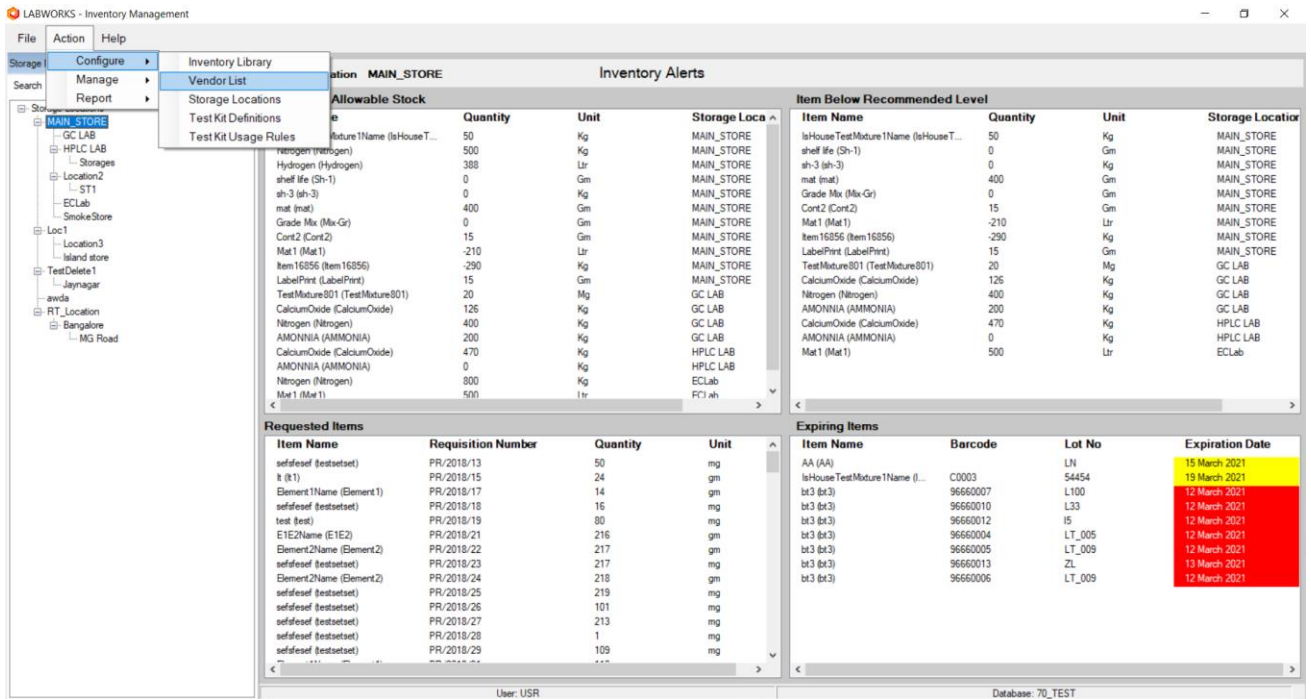 LABWORKS - Inventory Management
File Action Help
Configure
Manage
Report
Inventory Library
Vendor List
Storage Locations
Test Kit Definitions
Test Kit Usage Rules
Search
MAIN_STORE
GC LAB
HPLC LAB
Storages
Location2
ST1
ECLab
SmokeStore
Loc1
Location3
Island store
TestDelete1
Jaynagar
awda
RT_Location
Bangalore
MG Road
MAIN_STORE Inventory Alerts
Allowable Stock
Quantity Unit Storage Loca
50 Kg MAIN_STORE
Nitrogen (Nitrogen) 500 Kg MAIN_STORE
Hydrogen (Hydrogen) 388 Ltr MAIN_STORE
shelf life (Sh-1) 0 Gm MAIN_STORE
sh-3 (sh-3) 0 Kg MAIN_STORE
mat (mat) 400 Gm MAIN_STORE
Grade Mix (Mix-Gr) 0 Gm MAIN_STORE
Cont2 (Cont2) 15 Gm MAIN_STORE
Mat1 (Mat1) -210 Ltr MAIN_STORE
Item16856 (Item16856) -290 Kg MAIN_STORE
LabelPrint (LabelPrint) 15 Gm MAIN_STORE
TestMixture801 (TestMixture801) 20 Mg GC LAB
CalciumOxide (CalciumOxide) 126 Kg GC LAB
Nitrogen (Nitrogen) 400 Kg GC LAB
AMONNIA (AMMONIA) 200 Kg GC LAB
CalciumOxide (CalciumOxide) 470 Kg HPLC LAB
AMONNIA (AMMONIA) 0 Kg HPLC LAB
Nitrogen (Nitrogen) 800 Kg ECLab
Mat1 (Mat1) 500 Ltr ECLab
Item Below Recommended Level
Item Name Quantity Unit Storage Location
IsHouseTestMixture1Name (IsHouseT... 50 Kg MAIN_STORE
shelf life (Sh-1) 0 Gm MAIN_STORE
sh-3 (sh-3) 0 Kg MAIN_STORE
mat (mat) 400 Gm MAIN_STORE
Grade Mix (Mix-Gr) 0 Gm MAIN_STORE
Cont2 (Cont2) 15 Gm MAIN_STORE
Mat1 (Mat1) -210 Ltr MAIN_STORE
Item16856 (Item16856) -290 Kg MAIN_STORE
LabelPrint (LabelPrint) 15 Gm MAIN_STORE
TestMixture801 (TestMixture801) 20 Mg GC LAB
CalciumOxide (CalciumOxide) 126 Kg GC LAB
Nitrogen (Nitrogen) 400 Kg GC LAB
AMONNIA (AMMONIA) 200 Kg GC LAB
CalciumOxide (CalciumOxide) 470 Kg HPLC LAB
AMONNIA (AMMONIA) 0 Kg HPLC LAB
Mat1 (Mat1) 500 Ltr ECLab
Requested Items
Item Name Requisition Number Quantity Unit
sefsfesef (testsetset) PR/2018/13 50 mg
lt (lt1) PR/2018/15 24 gm
Element1Name (Element1) PR/2018/17 14 gm
sefsfesef (testsetset) PR/2018/18 16 mg
test (test) PR/2018/19 80 mg
E1E2Name (E1E2) PR/2018/21 216 gm
Element2Name (Element2) PR/2018/22 217 gm
sefsfesef (testsetset) PR/2018/23 217 mg
Element2Name (Element2) PR/2018/24 218 gm
sefsfesef (testsetset) PR/2018/25 219 mg
sefsfesef (testsetset) PR/2018/26 101 mg
sefsfesef (testsetset) PR/2018/27 213 mg
sefsfesef (testsetset) PR/2018/28 1 mg
sefsfesef (testsetset) PR/2018/29 109 mg
Expiring Items
Item Name Barcode Lot No Expiration Date
AA (AA) LN 15 March 2021
IsHouseTestMixture1Name (I... C0003 54454 19 March 2021
bt3 (bt3) 96660007 L100 12 March 2021
bt3 (bt3) 96660010 L33 12 March 2021
bt3 (bt3) 96660012 I5 12 March 2021
bt3 (bt3) 96660004 LT_005 12 March 2021
bt3 (bt3) 96660005 LT_009 12 March 2021
bt3 (bt3) 96660013 ZL 13 March 2021
bt3 (bt3) 96660006 LT_009 12 March 2021
User: USR Database: 70_TEST